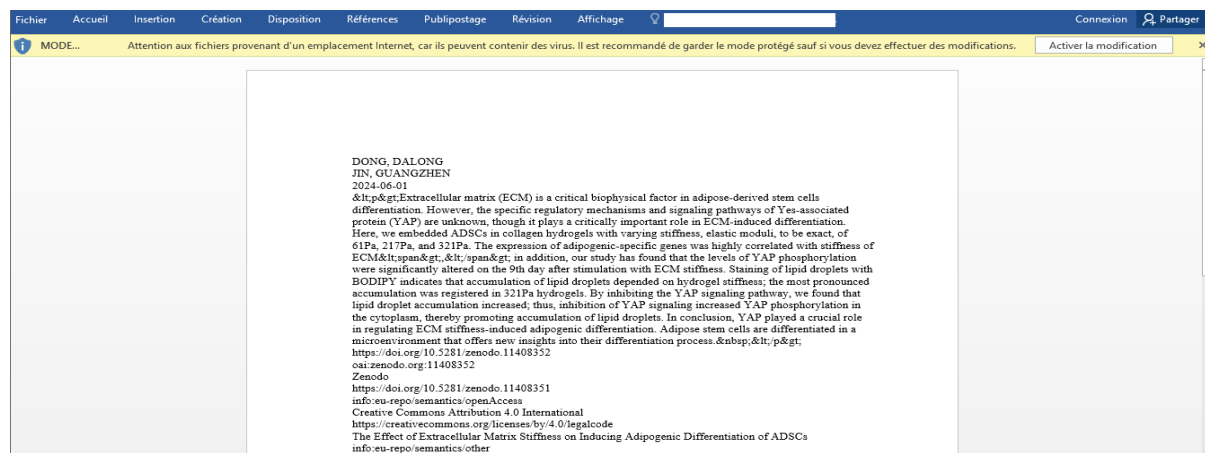 Fichier Accueil Insertion Création Disposition Références Publipostage Révision Affichage Connexion Partager
MODE... Attention aux fichiers provenant d'un emplacement Internet, car ils peuvent contenir des virus. Il est recommandé de garder le mode protégé sauf si vous devez effectuer des modifications. Activer la modification
DONG, DALONG
JIN, GUANGZHEN
2024-06-01
&lt;p&gt;Extracellular matrix (ECM) is a critical biophysical factor in adipose-derived stem cells
differentiation. However, the specific regulatory mechanisms and signaling pathways of Yes-associated
protein (YAP) are unknown, though it plays a critically important role in ECM-induced differentiation.
Here, we embedded ADSCs in collagen hydrogels with varying stiffness, elastic moduli, to be exact, of
61Pa, 217Pa, and 321Pa. The expression of adipogenic-specific genes was highly correlated with stiffness of
ECM&lt;span&gt;,&lt;/span&gt; in addition, our study has found that the levels of YAP phosphorylation
were significantly altered on the 9th day after stimulation with ECM stiffness. Staining of lipid droplets with
BODIPY indicates that accumulation of lipid droplets depended on hydrogel stiffness; the most pronounced
accumulation was registered in 321Pa hydrogels. By inhibiting the YAP signaling pathway, we found that
lipid droplet accumulation increased; thus, inhibition of YAP signaling increased YAP phosphorylation in
the cytoplasm, thereby promoting accumulation of lipid droplets. In conclusion, YAP played a crucial role
in regulating ECM stiffness-induced adipogenic differentiation. Adipose stem cells are differentiated in a
microenvironment that offers new insights into their differentiation process.&nbsp;&lt;/p&gt;
https://doi.org/10.5281/zenodo.11408352
oai:zenodo.org:11408352
Zenodo
https://doi.org/10.5281/zenodo.11408351
info:eu-repo/semantics/openAccess
Creative Commons Attribution 4.0 International
https://creativecommons.org/licenses/by/4.0/legalcode
The Effect of Extracellular Matrix Stiffness on Inducing Adipogenic Differentiation of ADSCs
info:eu-repo/semantics/other